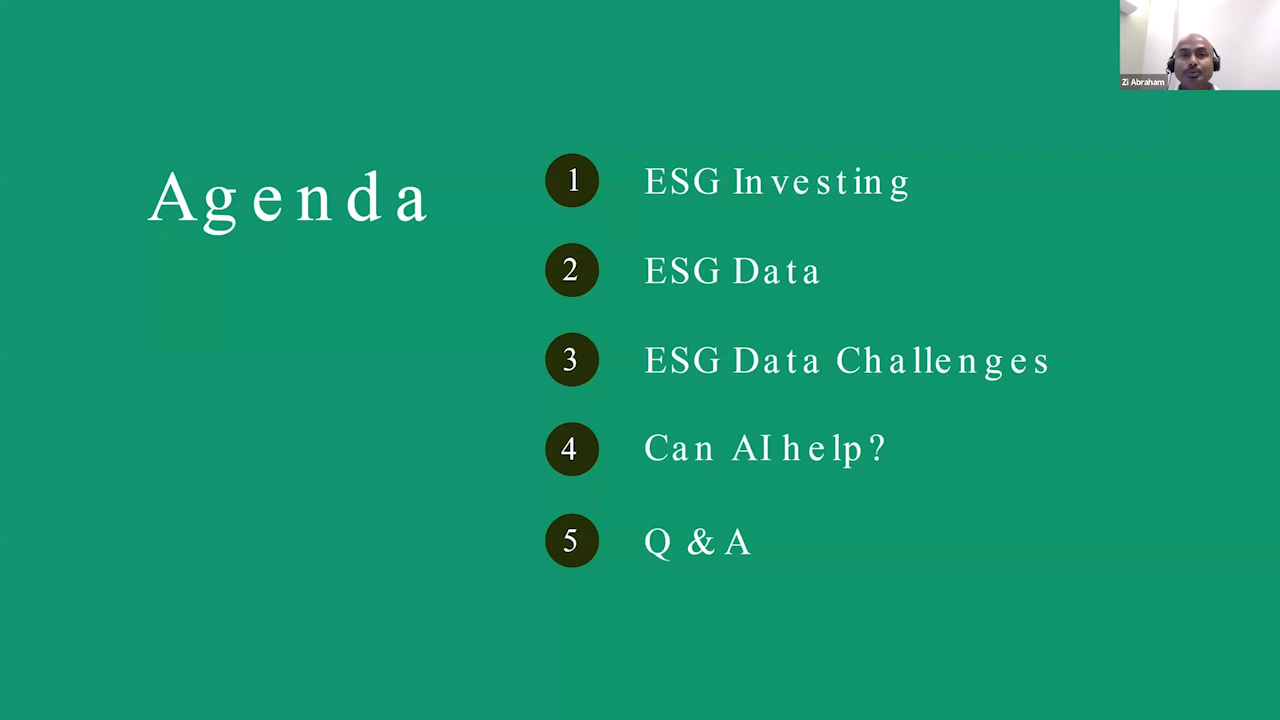 Zi Abraham
Agenda
1 ESG Investing
2 ESG Data
3 ESG Data Challenges
4 Can AI help?
5 Q & A